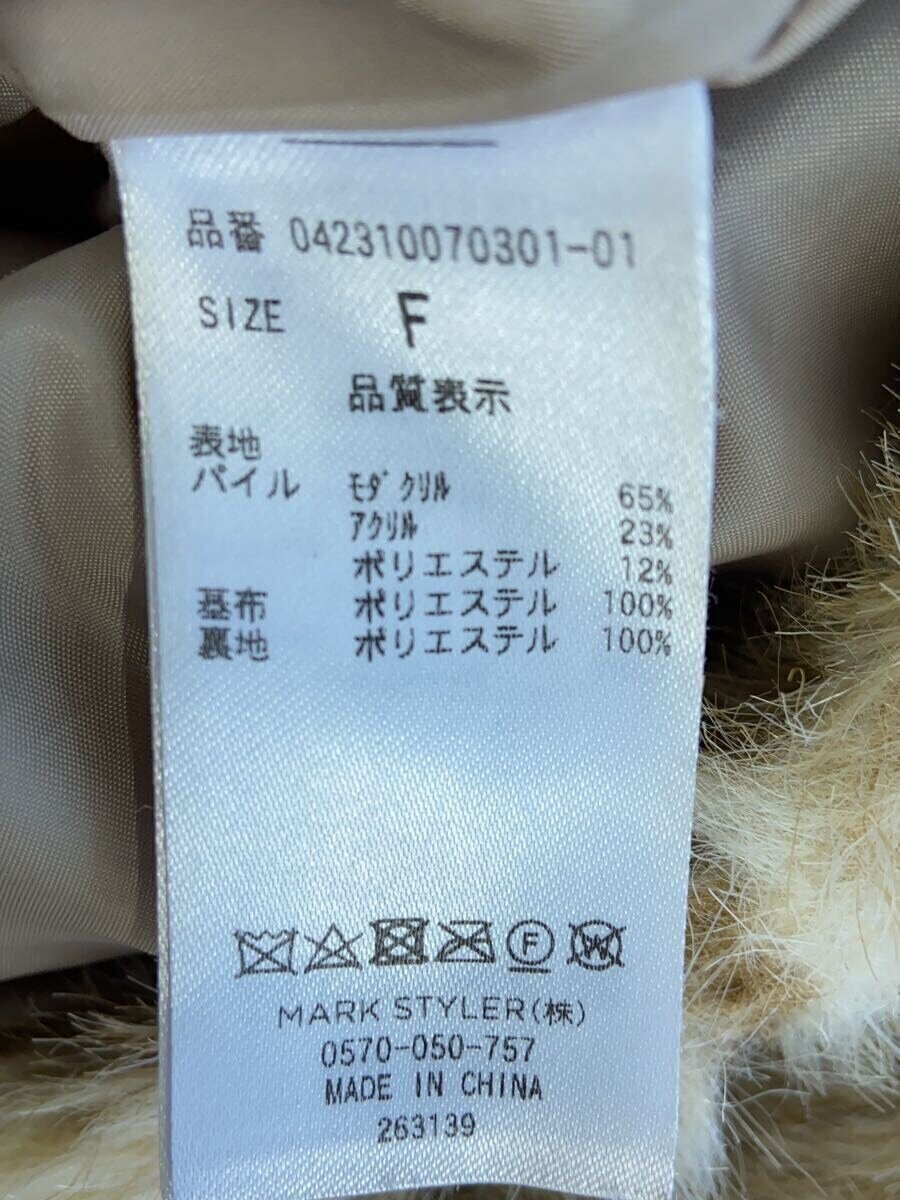 品番 042310070301-01
SIZE F
品質表示
表地
パイル ﾓﾀﾞｸﾘﾙ 65%
ｱｸﾘﾙ 23%
ポリエステル 12%
基布 ポリエステル 100%
裏地 ポリエステル 100%
F W
MARK STYLER(株)
0570-050-757
MADE IN CHINA
263139